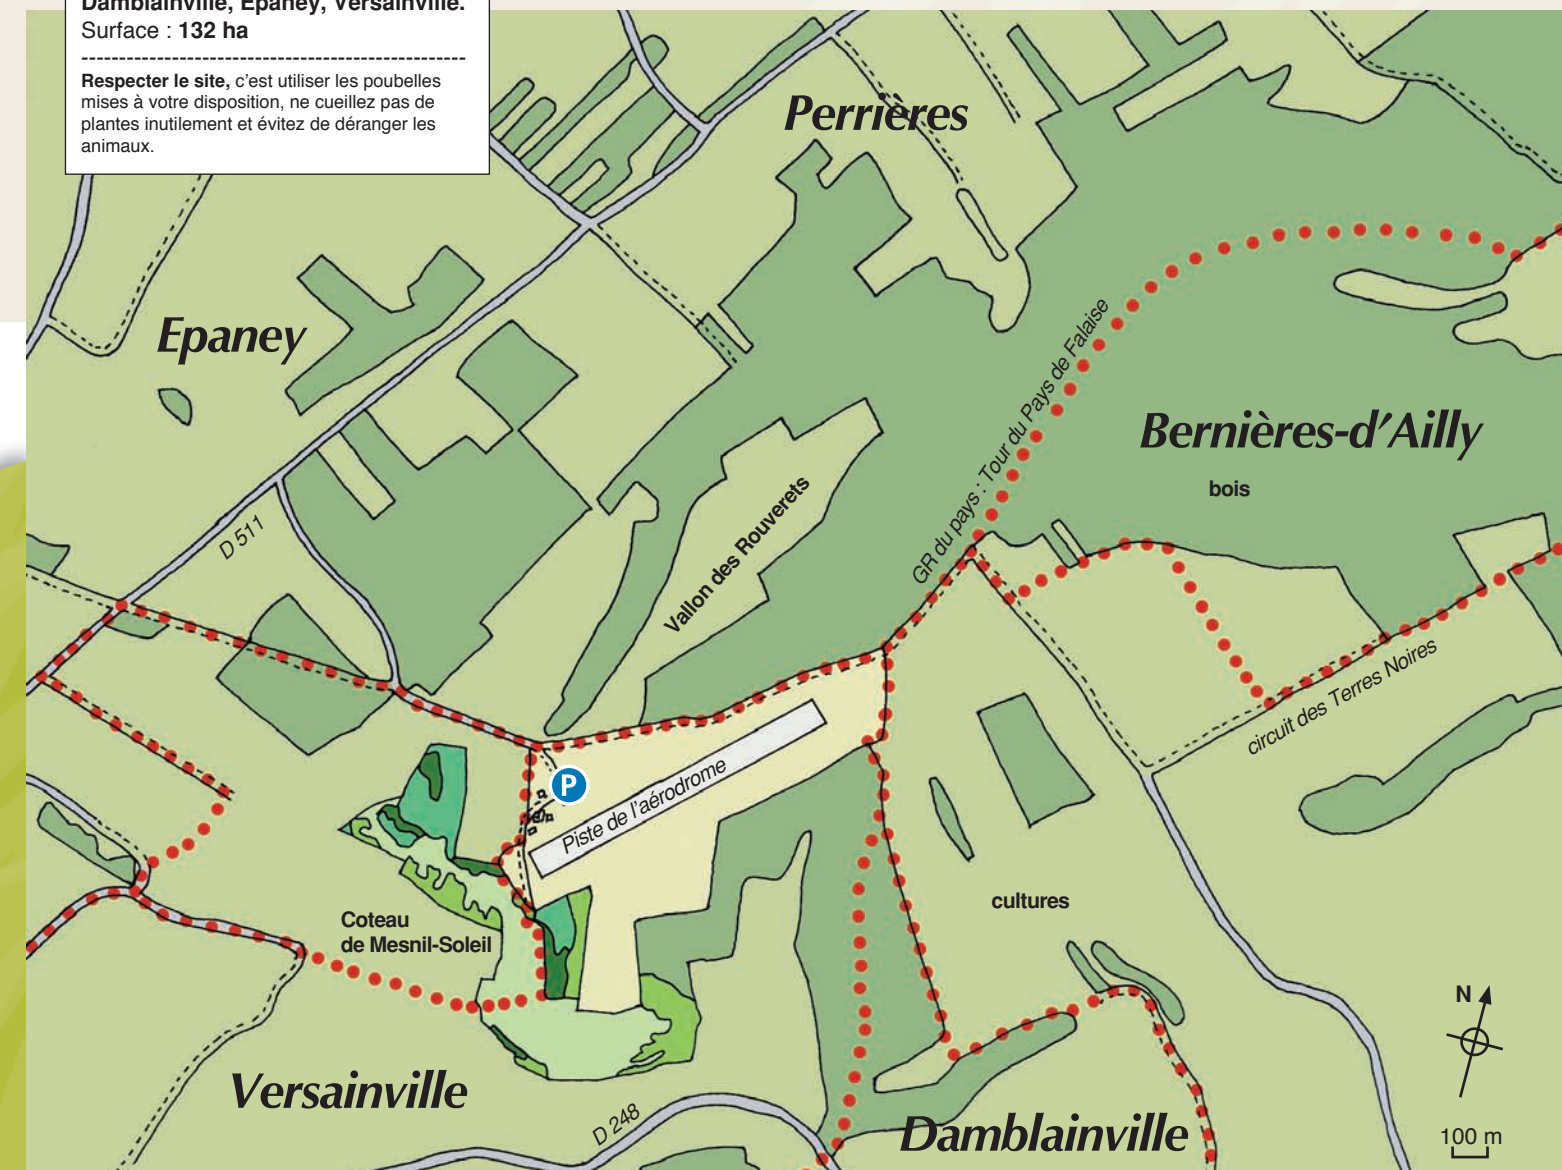 Damblainville, Epaney, Versainville.
Surface : 132 ha
Respecter le site, c'est utiliser les poubelles
mises à votre disposition, ne cueillez pas de
plantes inutilement et évitez de déranger les
animaux.
Perrières
Epaney
GR du pays : Tour du Pays de Falaise
Bernières-d'Ailly
bois
D 511
Vallon des Rouverets
circuit des Terres Noires
P
Piste de l'aérodrome
cultures
Coteau
de Mesnil-Soleil
N
Versainville
D 248
Damblainville
100 m